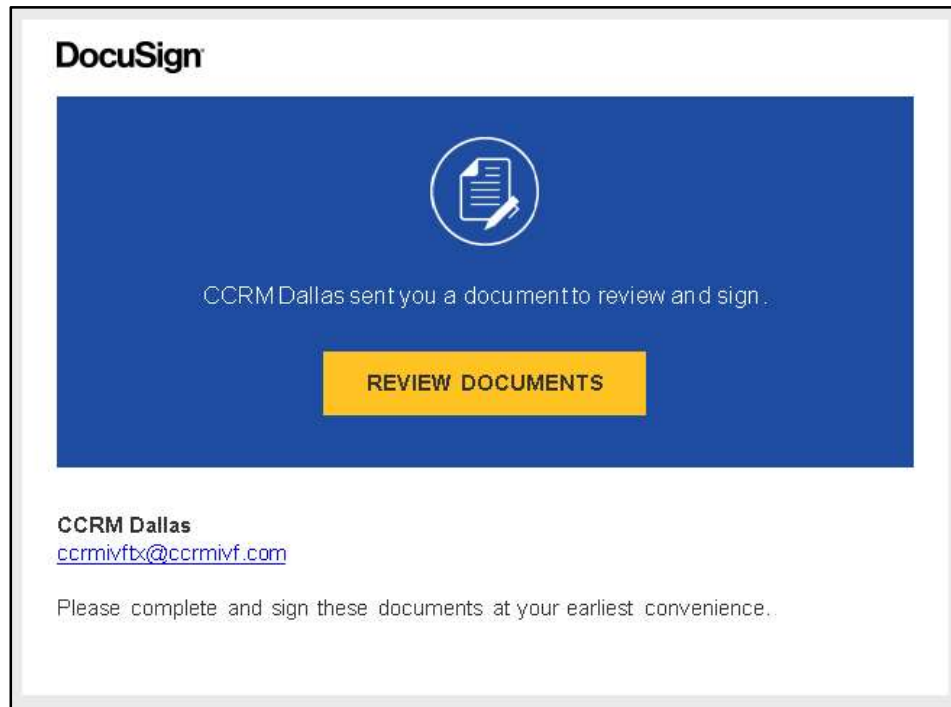 DocuSign
CCRM Dallas sent you a document to review and sign.
REVIEW DOCUMENTS
CCRM Dallas
ccrmivftx@ccrmivf.com
Please complete and sign these documents at your earliest convenience.